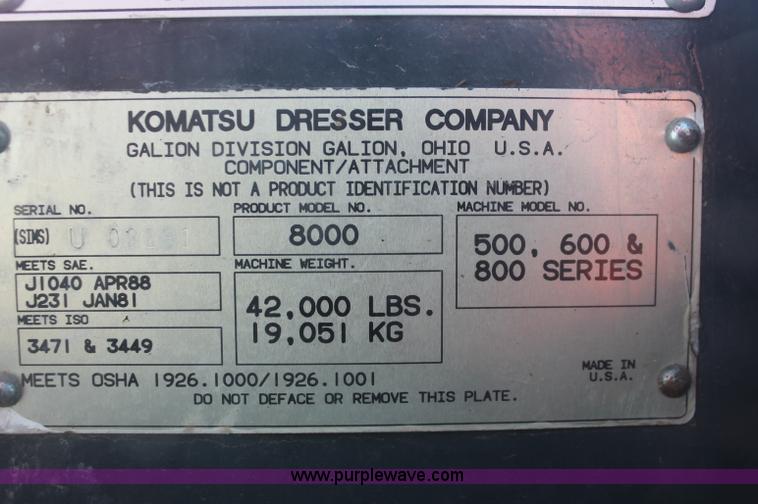 KOMATSU DRESSER COMPANY
GALION DIVISION GALION, OHIO U.S.A.
COMPONENT/ATTACHMENT
(THIS IS NOT A PRODUCT IDENTIFICATION NUMBER)
SERIAL NO.
(SIMS) U
PRODUCT MODEL NO.
8000
MACHINE MODEL NO.
500, 600 &
800 SERIES
MEETS SAE.
J1040 APR88
J231 JAN81
MACHINE WEIGHT.
42,000 LBS.
19,051 KG
MEETS ISO
3471 & 3449
MADE IN
U.S.A.
MEETS OSHA 1926.1000/1926.1001
DO NOT DEFACE OR REMOVE THIS PLATE.
www.purplewave.com